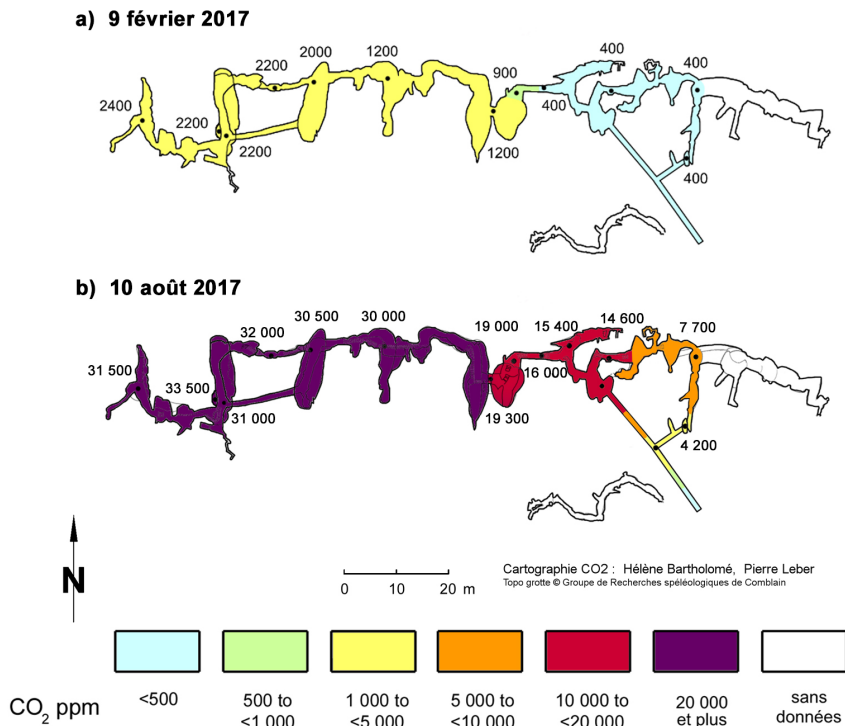 a) 9 février 2017
2400
2200
2200
2200
2000
1200
900
1200
400
400
400
400
b) 10 août 2017
31 500
33 500
31 000
32 000
30 500
30 000
19 000
19 300
16 000
15 400
14 600
7 700
4 200
N
0 10 20 m
Cartographie CO2 : Hélène Bartholomé, Pierre Leber
Topo grotte © Groupe de Recherches spéléologiques de Comblain
CO2 ppm
<500
500 to
<1 000
1 000 to
<5 000
5 000 to
<10 000
10 000 to
<20 000
20 000
et plus
sans
données